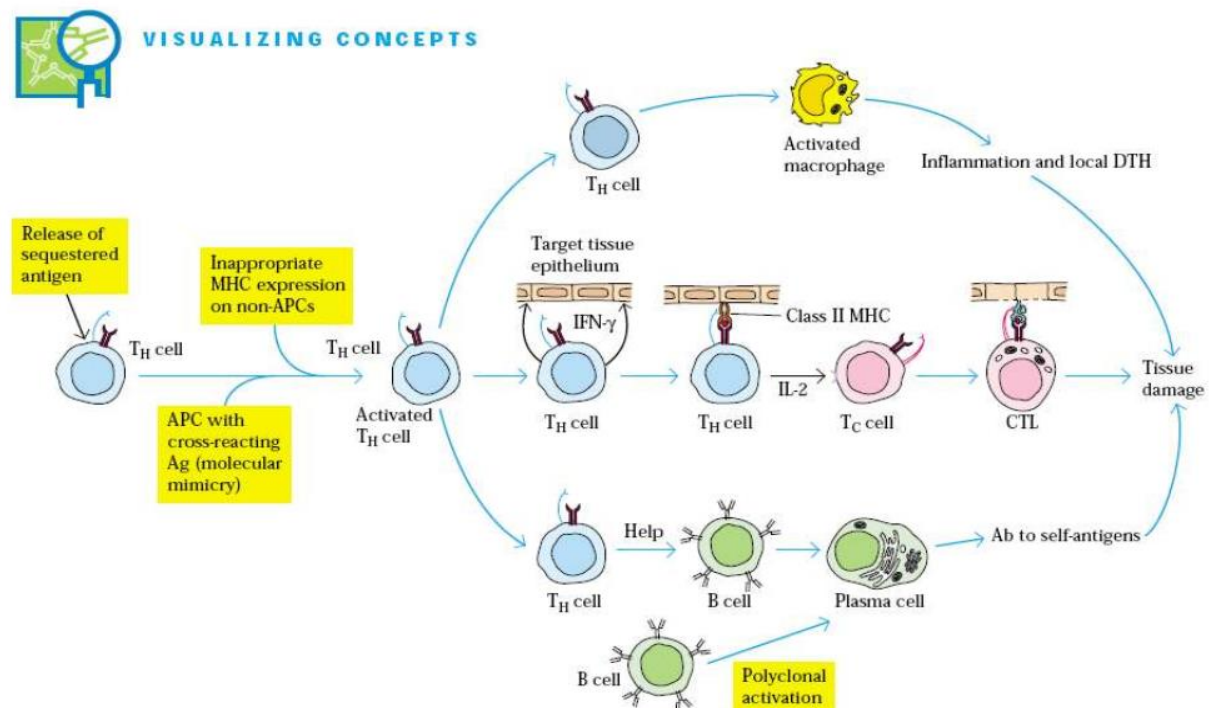 VISUALIZING CONCEPTS
TH cell
Activated
macrophage
Inflammation and local DTH
Release of
sequestered
antigen
TH cell
Inappropriate
MHC expression
on non-APCs
TH cell
APC with
cross-reacting
Ag (molecular
mimicry)
Activated
TH cell
Target tissue
epithelium
IFN-γ
TH cell
Class II MHC
TH cell
IL-2
TC cell
CTL
Tissue
damage
TH cell
Help
B cell
Plasma cell
Ab to self-antigens
B cell
Polyclonal
activation